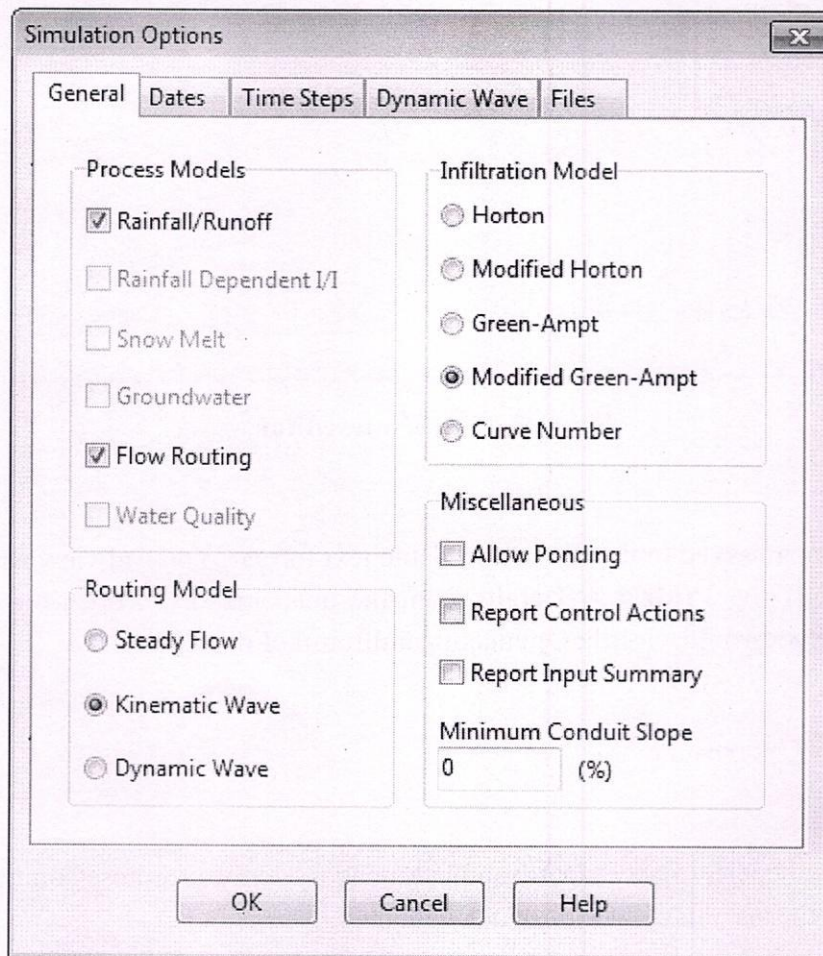 Simulation Options
General
Dates
Time Steps
Dynamic Wave
Files
Process Models
Rainfall/Runoff
Rainfall Dependent I/I
Snow Melt
Groundwater
Flow Routing
Water Quality
Routing Model
Steady Flow
Kinematic Wave
Dynamic Wave
Infiltration Model
Horton
Modified Horton
Green-Ampt
Modified Green-Ampt
Curve Number
Miscellaneous
Allow Ponding
Report Control Actions
Report Input Summary
Minimum Conduit Slope
0 (%)
OK
Cancel
Help